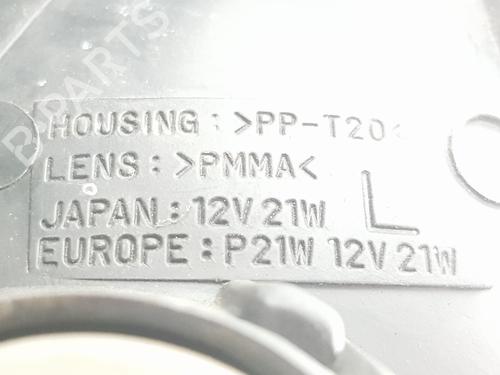 HOUSING: >PP-T20<
LENS: >PMMA<
JAPAN: 12V 21W L
EUROPE: P21W 12V 21W